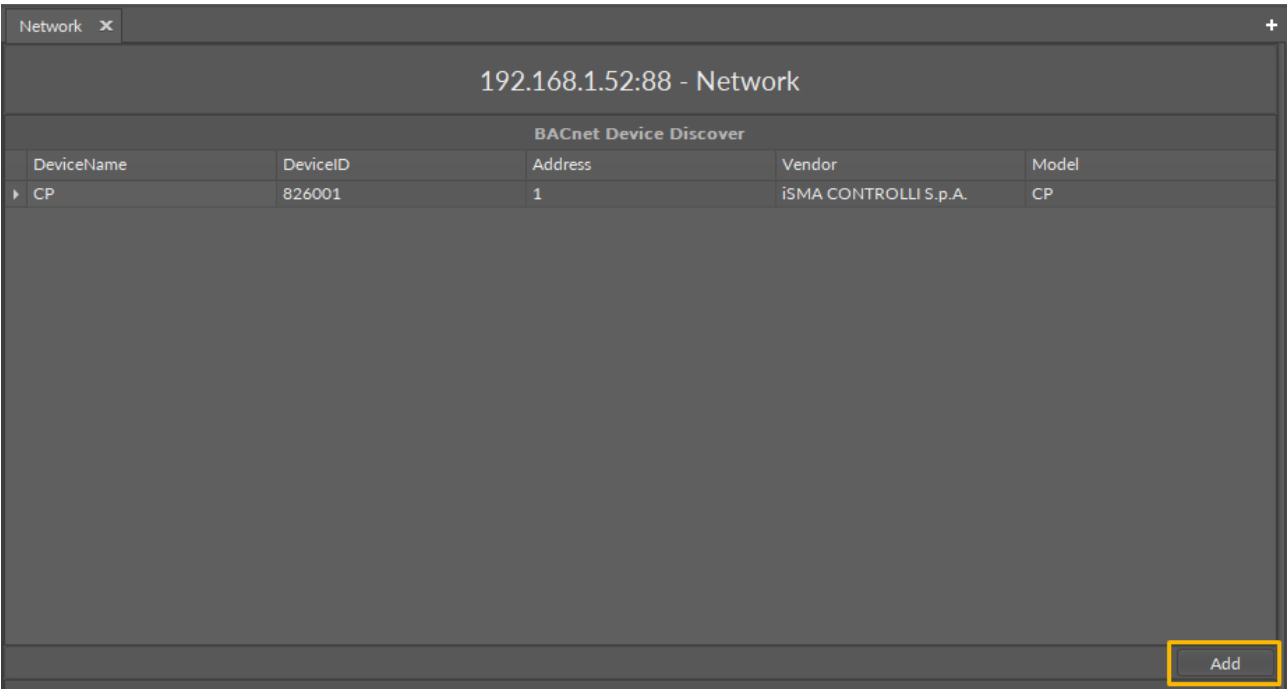 Network
192.168.1.52:88 - Network
BACnet Device Discover
DeviceName DeviceID Address Vendor Model
CP 826001 1 iSMA CONTROLLI S.p.A. CP
Add